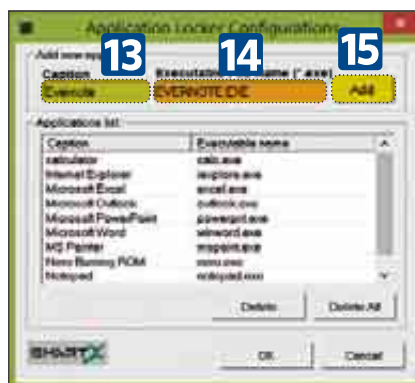 Application Locker Configurations
13 14 15
Add new app
Caption Executable name (*.exe)
Evernote EVERNOTE.EXE Add
Applications list
Caption Executable name
calculator calc.exe
Internet Explorer iexplore.exe
Microsoft Excel excel.exe
Microsoft Outlook outlook.exe
Microsoft PowerPoint powerpnt.exe
Microsoft Word winword.exe
MS Painter mspaint.exe
Nero Burning ROM nero.exe
Notepad notepad.exe
Delete Delete All
SMARTX OK Cancel